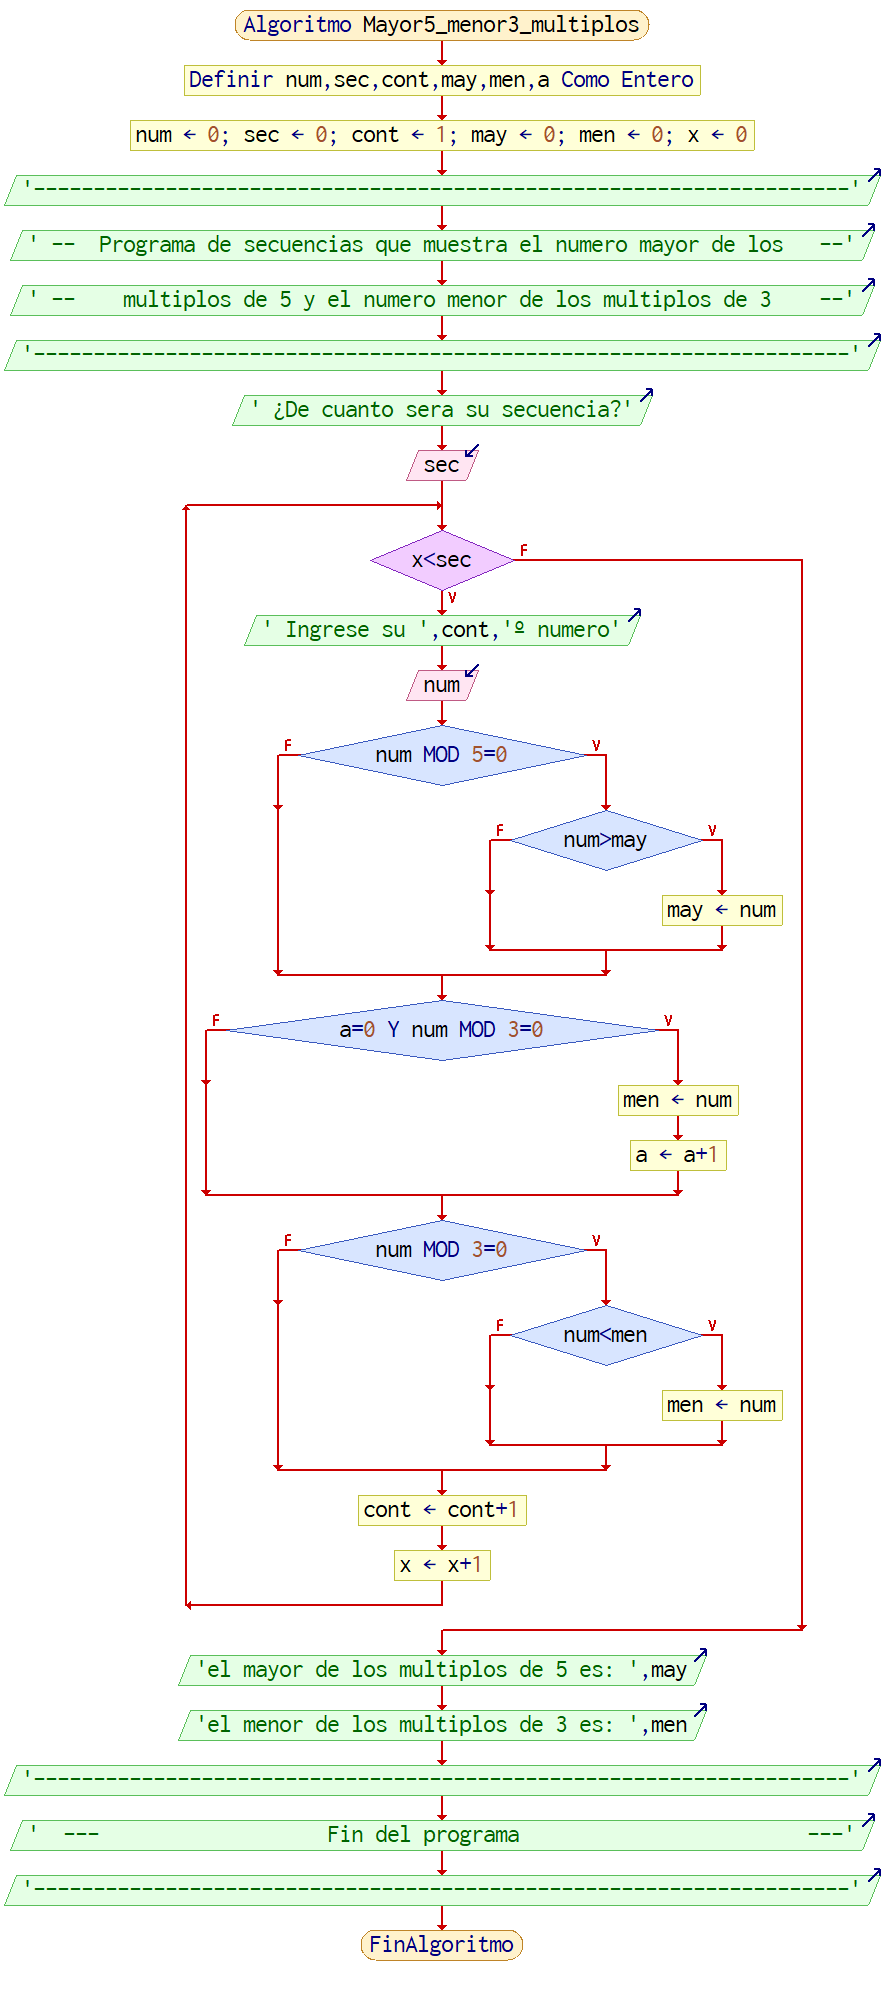 Algoritmo Mayor5_menor3_multiplos
Definir num,sec,cont,may,men,a Como Entero
num ← 0; sec ← 0; cont ← 1; may ← 0; men ← 0; x ← 0
'--------------------------------------------------------------------'
' --  Programa de secuencias que muestra el numero mayor de los   --'
' --    multiplos de 5 y el numero menor de los multiplos de 3    --'
'--------------------------------------------------------------------'
' ¿De cuanto sera su secuencia?'
sec
x<sec
F
V
' Ingrese su ',cont,'º numero'
num
F
num MOD 5=0
V
F
num>may
V
may ← num
F
a=0 Y num MOD 3=0
V
men ← num
a ← a+1
F
num MOD 3=0
V
F
num<men
V
men ← num
cont ← cont+1
x ← x+1
'el mayor de los multiplos de 5 es: ',may
'el menor de los multiplos de 3 es: ',men
'--------------------------------------------------------------------'
'  ---                   Fin del programa                        ---'
'--------------------------------------------------------------------'
FinAlgoritmo